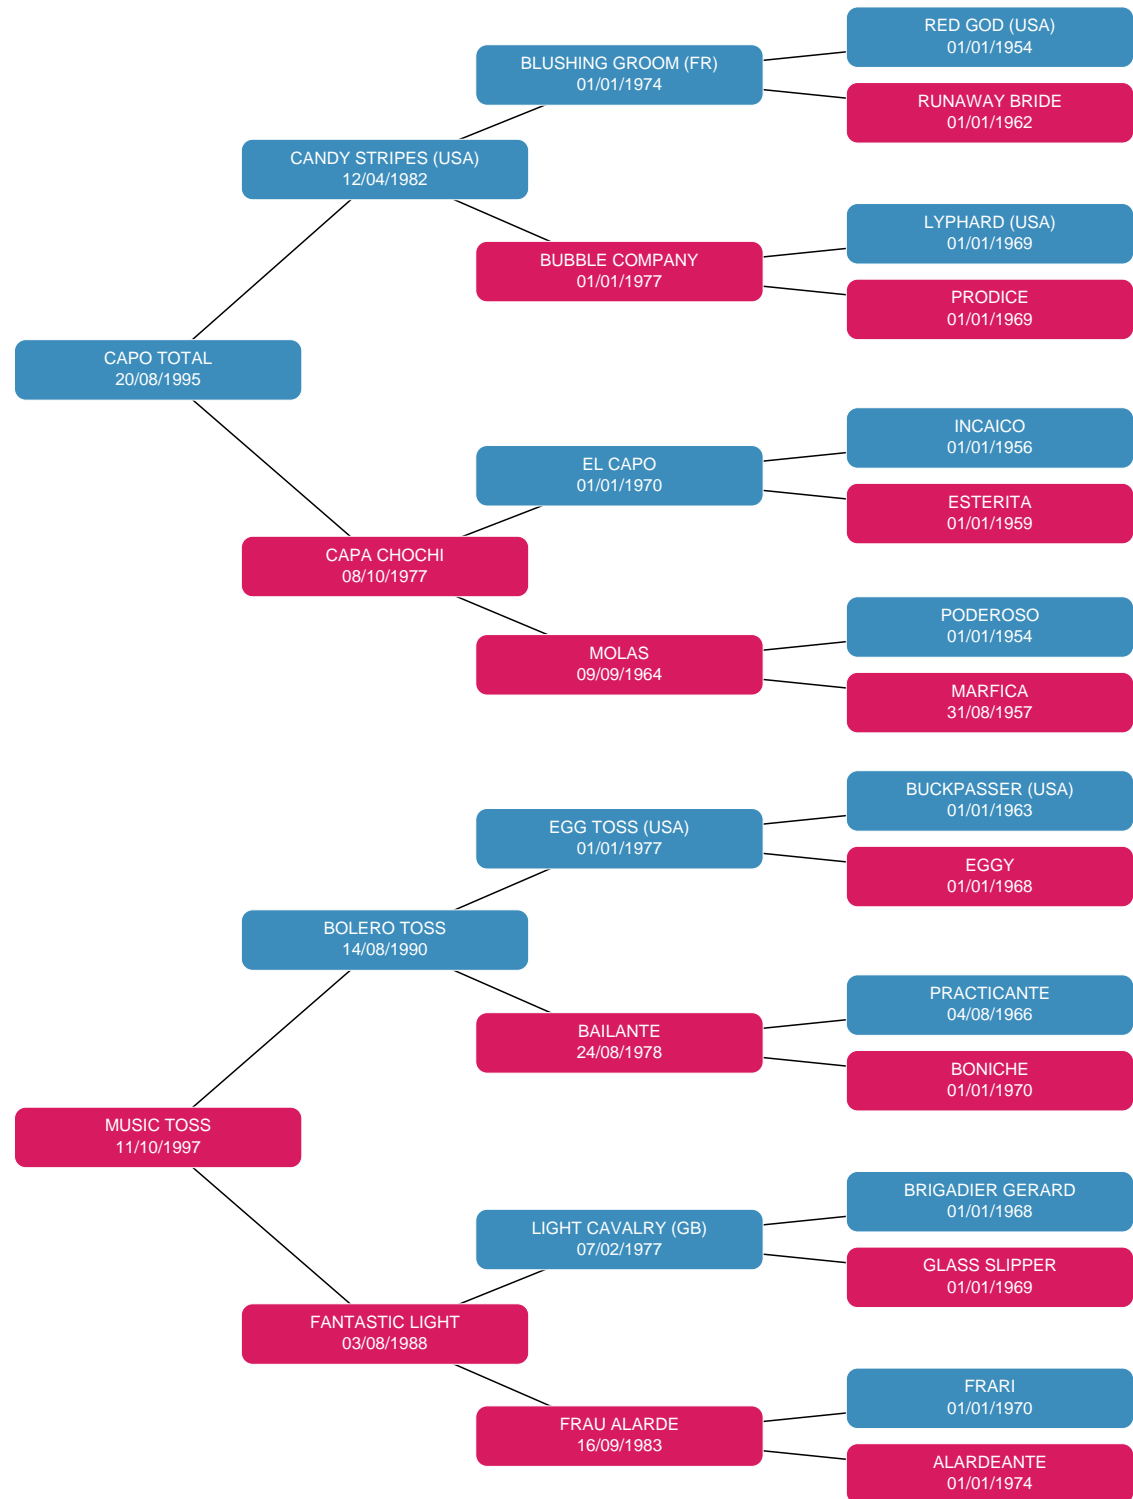 RED GOD (USA)
01/01/1954
BLUSHING GROOM (FR)
01/01/1974
RUNAWAY BRIDE
01/01/1962
CANDY STRIPES (USA)
12/04/1982
LYPHARD (USA)
01/01/1969
BUBBLE COMPANY
01/01/1977
PRODICE
01/01/1969
CAPO TOTAL
20/08/1995
INCAICO
01/01/1956
EL CAPO
01/01/1970
ESTERITA
01/01/1959
CAPA CHOCHI
08/10/1977
PODEROSO
01/01/1954
MOLAS
09/09/1964
MARFICA
31/08/1957
BUCKPASSER (USA)
01/01/1963
EGG TOSS (USA)
01/01/1977
EGGY
01/01/1968
BOLERO TOSS
14/08/1990
PRACTICANTE
04/08/1966
BAILANTE
24/08/1978
BONICHE
01/01/1970
MUSIC TOSS
11/10/1997
BRIGADIER GERARD
01/01/1968
LIGHT CAVALRY (GB)
07/02/1977
GLASS SLIPPER
01/01/1969
FANTASTIC LIGHT
03/08/1988
FRARI
01/01/1970
FRAU ALARDE
16/09/1983
ALARDEANTE
01/01/1974